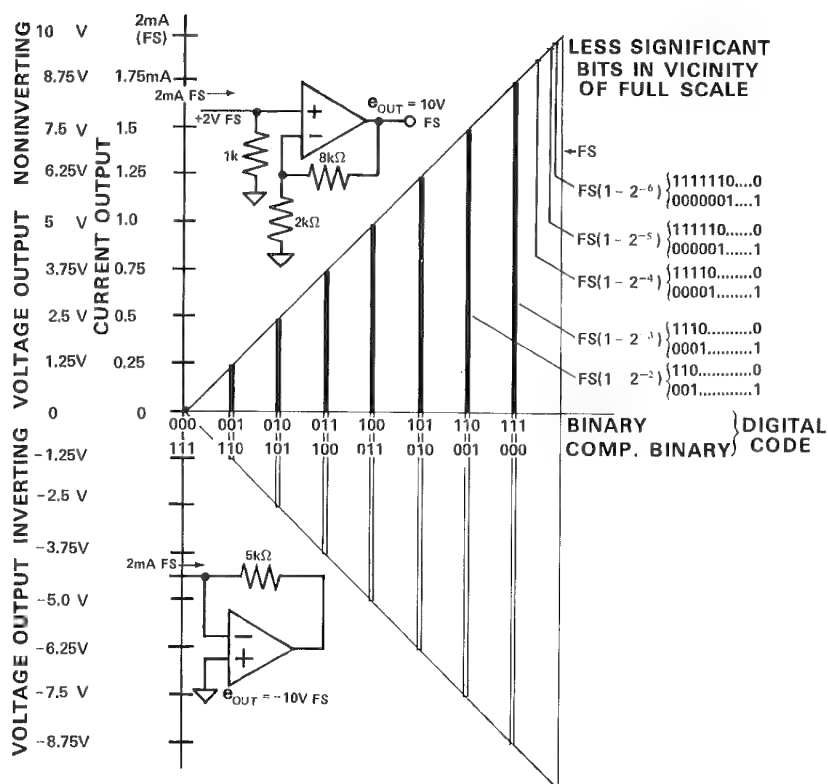 VOLTAGE OUTPUT NONINVERTING
VOLTAGE OUTPUT INVERTING
CURRENT OUTPUT
10 V
8.75V
7.5 V
6.25V
5 V
3.75V
2.5 V
1.25V
0
-1.25V
-2.5 V
-3.75V
-5.0 V
-6.25V
-7.5 V
-8.75V
2mA
(FS)
1.75mA
1.5
1.25
1.0
0.75
0.5
0.25
0
2mA FS
+2V FS
1k
8kΩ
2kΩ
+
−
eOUT = 10V
FS
LESS SIGNIFICANT
BITS IN VICINITY
OF FULL SCALE
FS
FS(1 - 2⁻⁶) 1111110....0
0000001....1
FS(1 - 2⁻⁵) 111110......0
000001......1
FS(1 - 2⁻⁴) 11110........0
00001........1
FS(1 - 2⁻³) 1110..........0
0001..........1
FS(1 2⁻²) 110............0
001............1
000 001 010 011 100 101 110 111 BINARY
111 110 101 100 011 010 001 000 COMP. BINARY
DIGITAL
CODE
2mA FS
5kΩ
−
+
eOUT = -10V FS